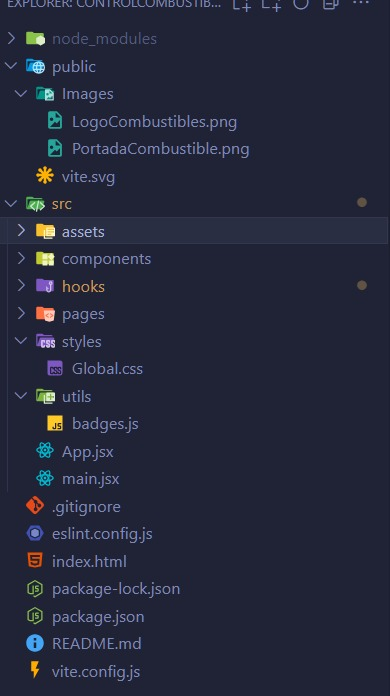 EXPLORER: CONTROLCOMBUSTIB...
node_modules
public
Images
LogoCombustibles.png
PortadaCombustible.png
vite.svg
src
assets
components
hooks
pages
styles
Global.css
utils
badges.js
App.jsx
main.jsx
.gitignore
eslint.config.js
index.html
package-lock.json
package.json
README.md
vite.config.js